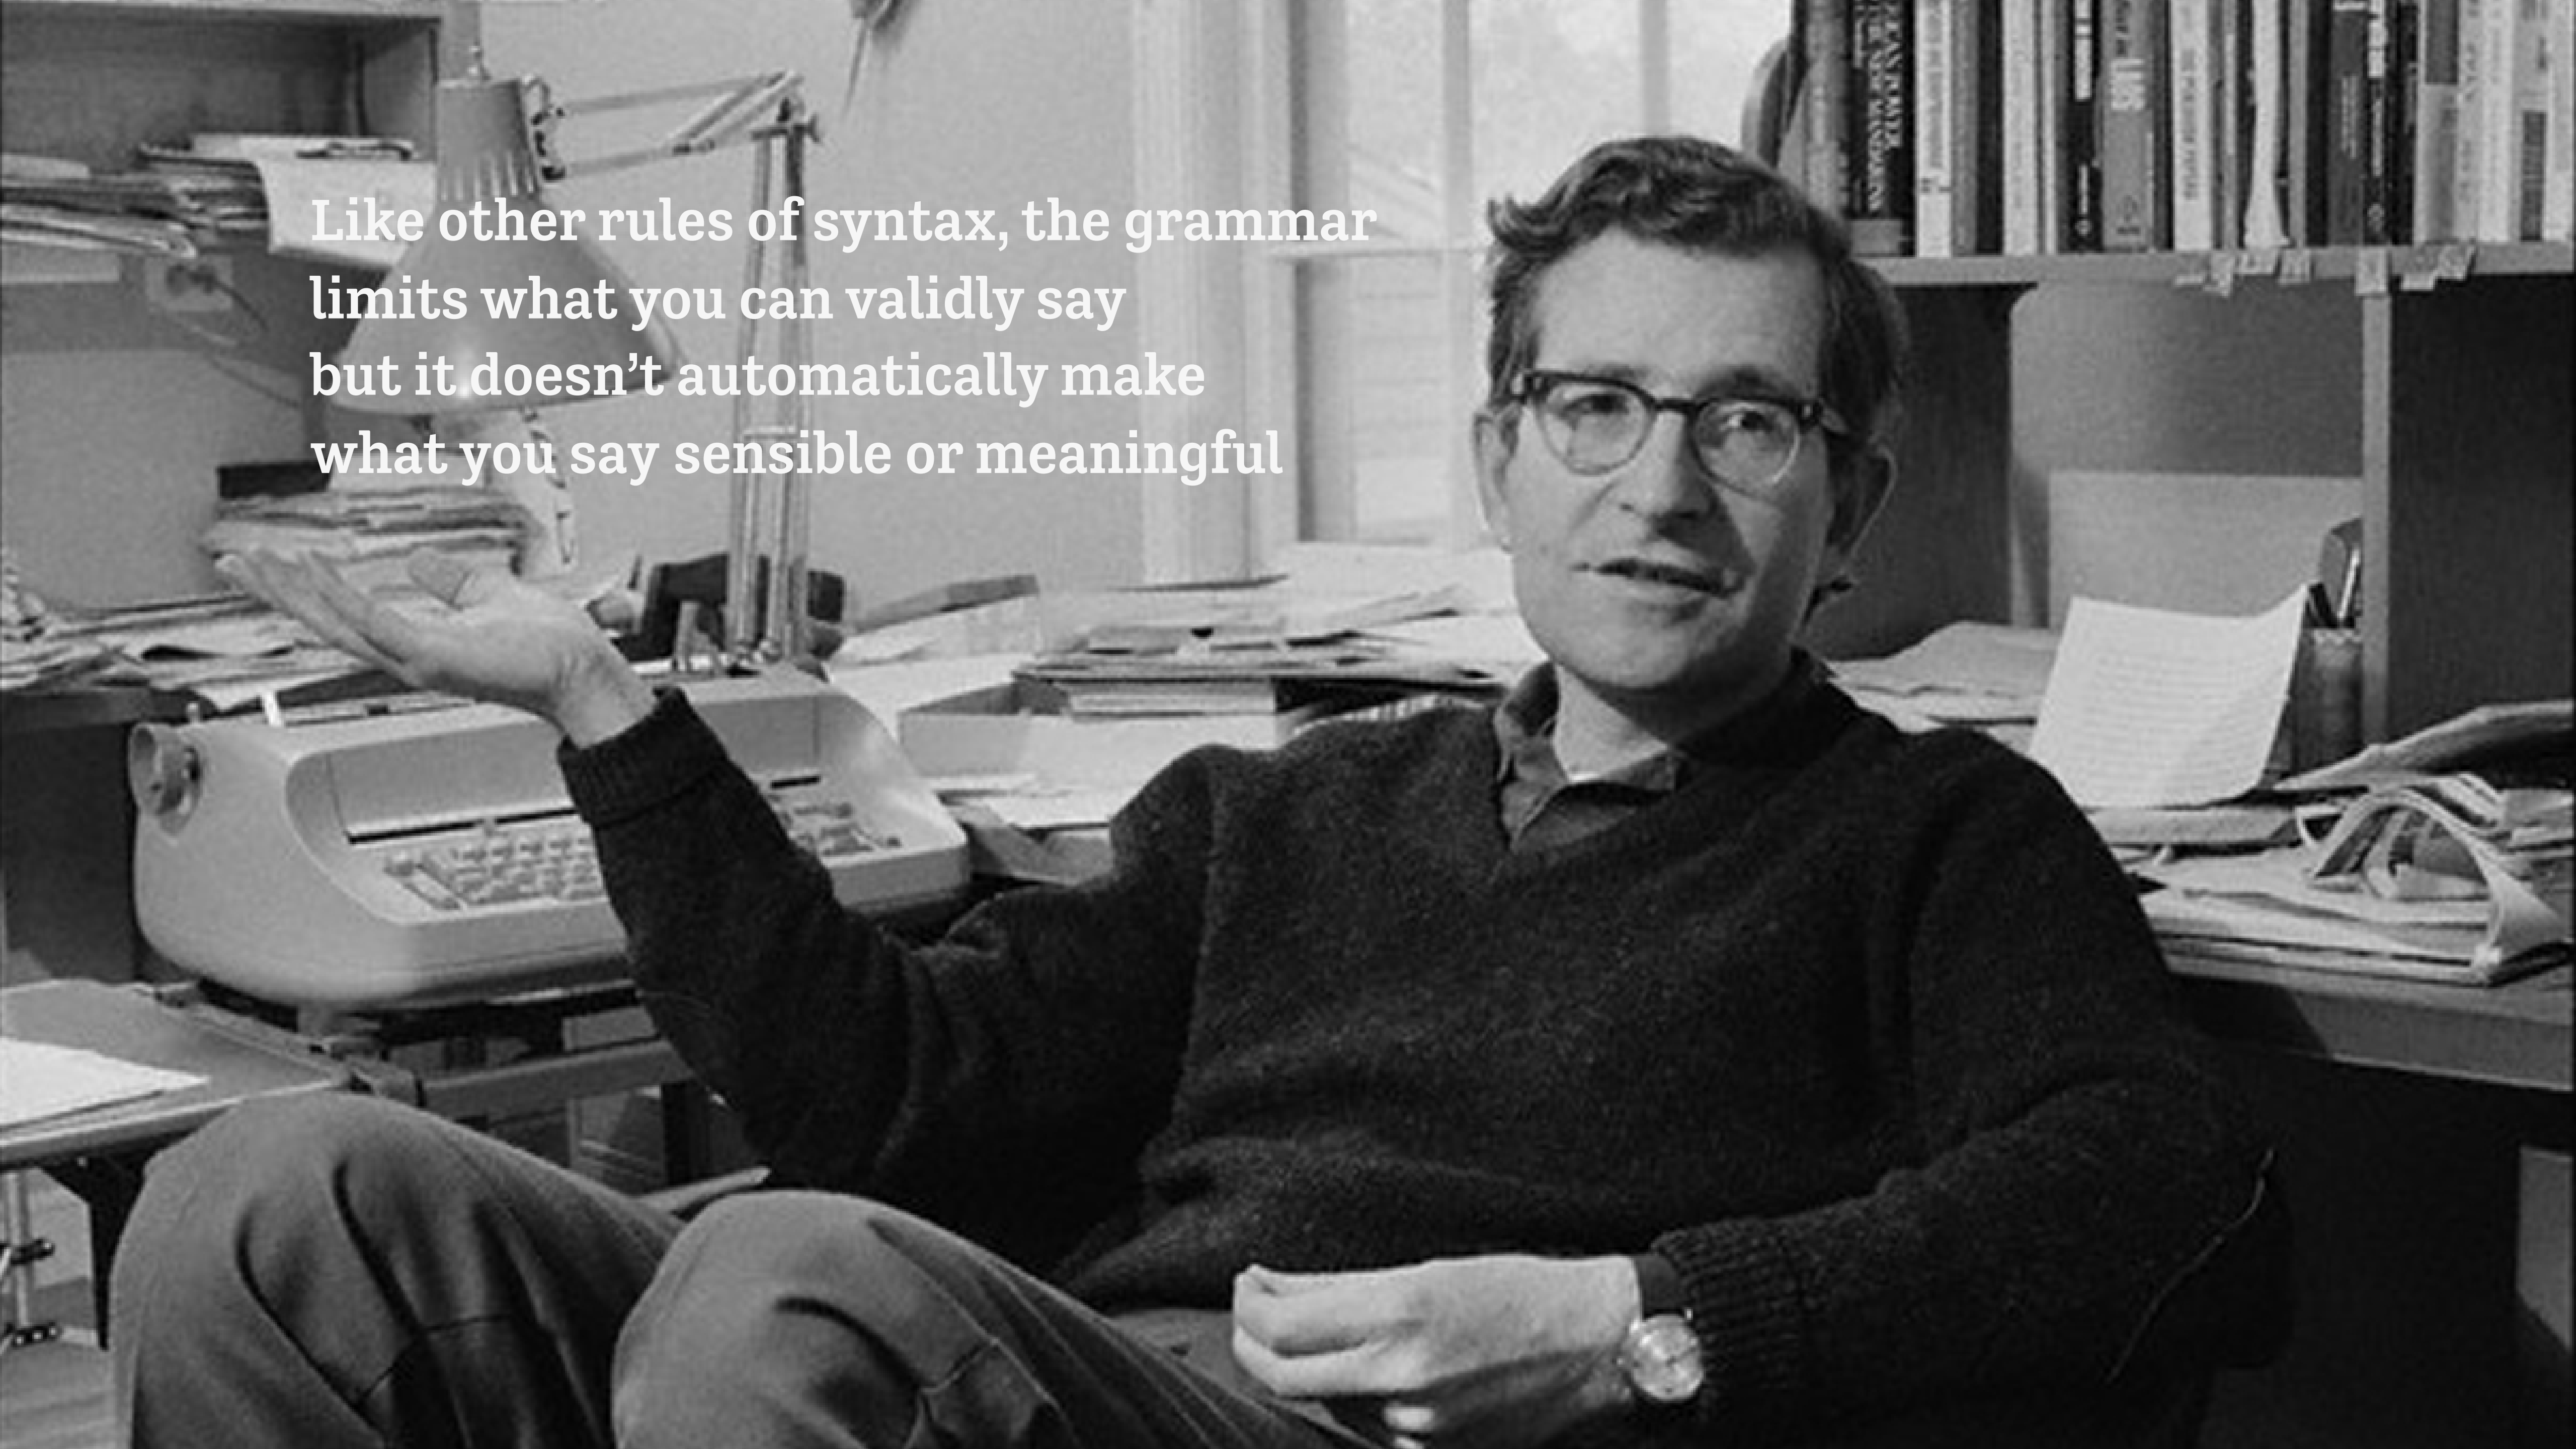 Like other rules of syntax, the grammar
limits what you can validly say
but it doesn’t automatically make
what you say sensible or meaningful